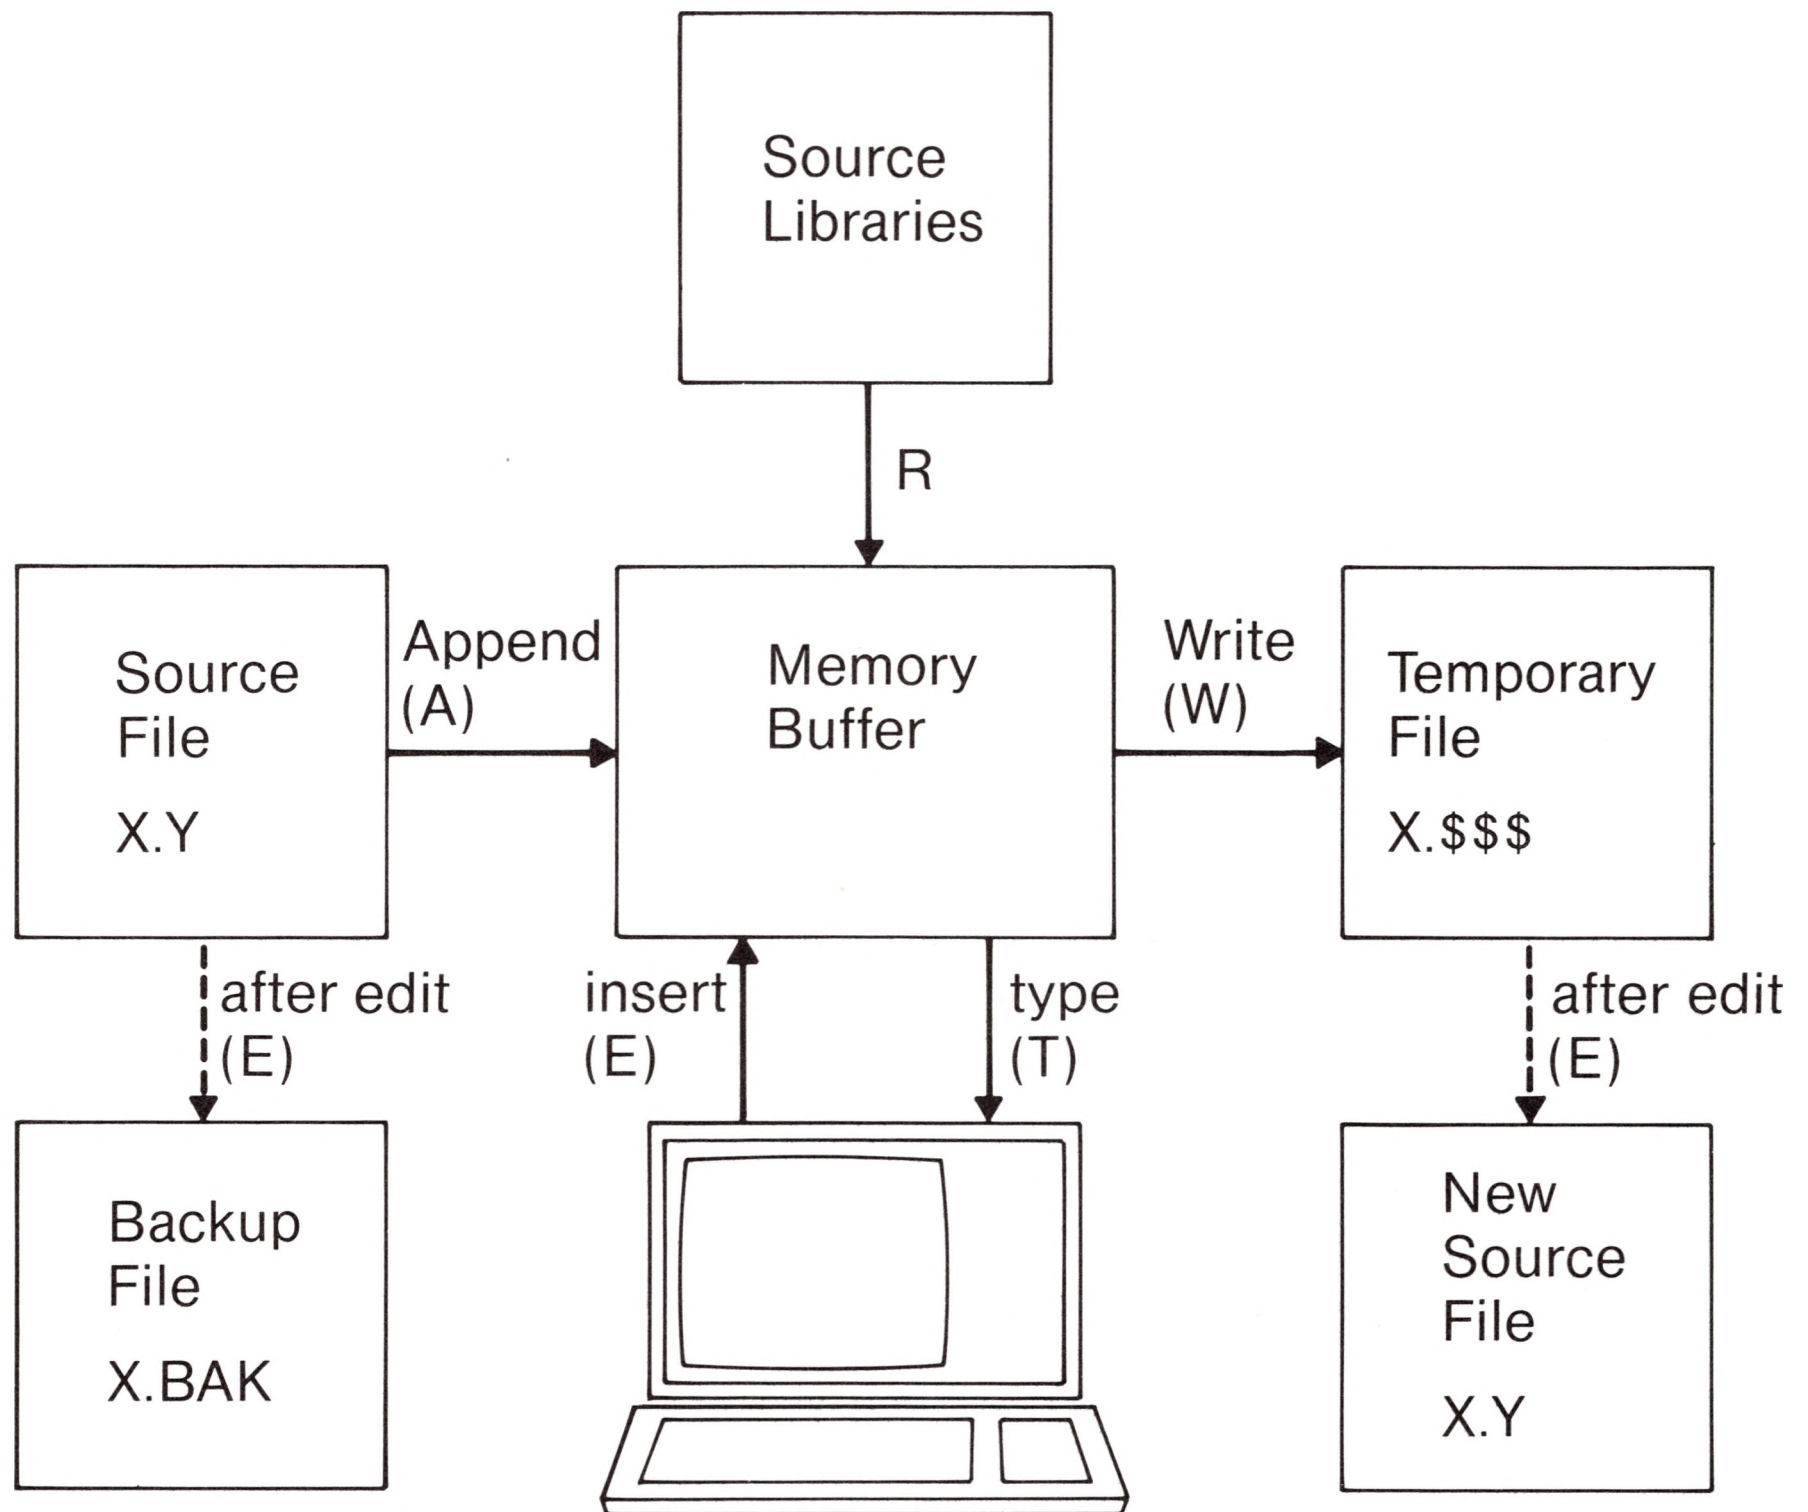 Source
Libraries
R
Source
File
X.Y
Append
(A)
Memory
Buffer
Write
(W)
Temporary
File
X.$$$
after edit
(E)
insert
(E)
type
(T)
after edit
(E)
Backup
File
X.BAK
New
Source
File
X.Y